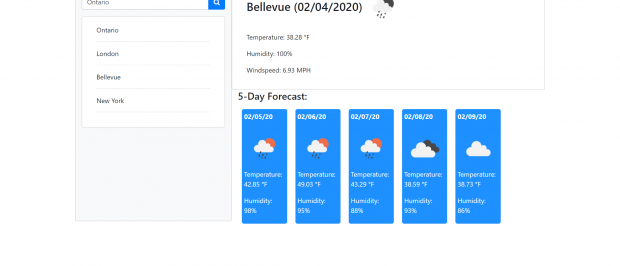 Ontario
Ontario
London
Bellevue
New York
Bellevue (02/04/2020)
Temperature: 38.28 °F
Humidity: 100%
Windspeed: 6.93 MPH
5-Day Forecast:
02/05/20
Temperature:
42.85 °F
Humidity:
98%
02/06/20
Temperature:
49.03 °F
Humidity:
95%
02/07/20
Temperature:
43.29 °F
Humidity:
88%
02/08/20
Temperature:
38.59 °F
Humidity:
93%
02/09/20
Temperature:
38.73 °F
Humidity:
86%